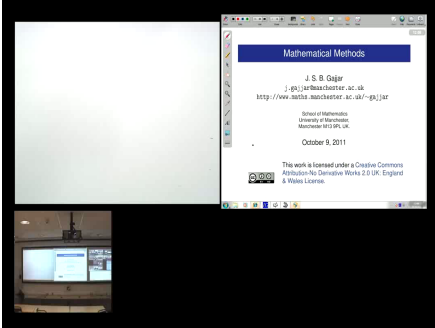 Mathematical Methods
J. S. B. Gajjar
j.gajjar@manchester.ac.uk
http://www.maths.manchester.ac.uk/~gajjar
School of Mathematics
University of Manchester,
Manchester M13 9PL UK.
October 9, 2011
This work is licensed under a Creative Commons
Attribution-No Derivative Works 2.0 UK: England
& Wales License.